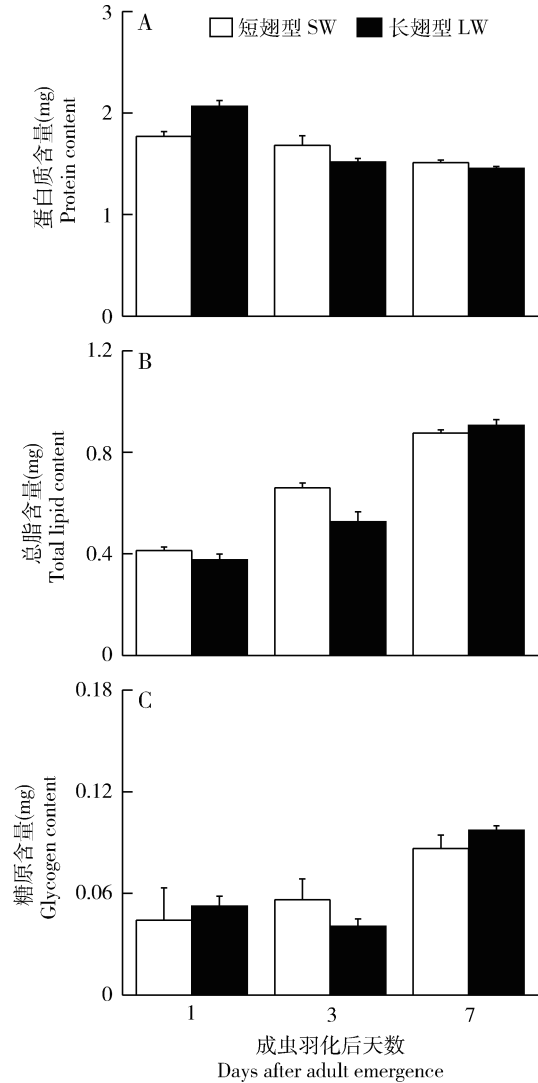 A
短翅型 SW
长翅型 LW
3
2
1
0
蛋白质含量(mg)
Protein content
B
1.2
0.8
0.4
0
总脂含量(mg)
Total lipid content
C
0.18
0.12
0.06
0
糖原含量(mg)
Glycogen content
1
3
7
成虫羽化后天数
Days after adult emergence